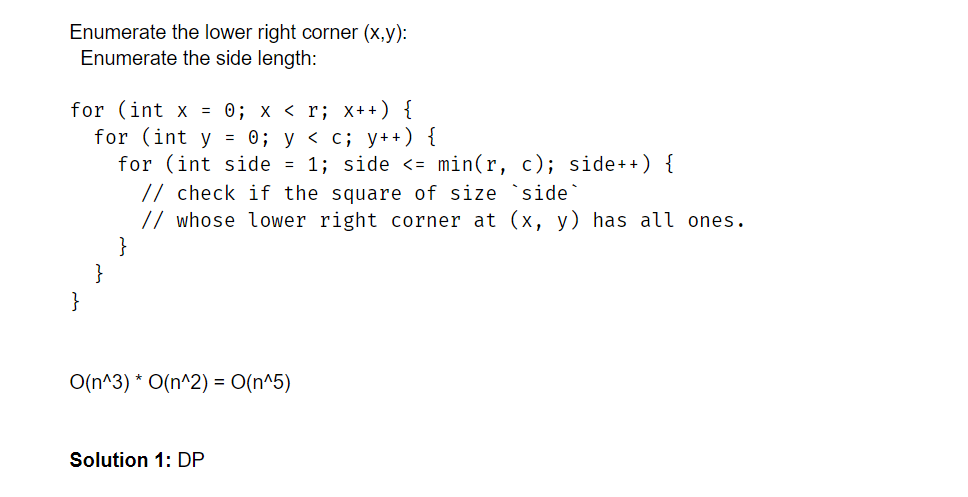 Enumerate the lower right corner (x,y):
  Enumerate the side length:
for (int x = 0; x < r; x++) {
  for (int y = 0; y < c; y++) {
    for (int side = 1; side <= min(r, c); side++) {
      // check if the square of size `side`
      // whose lower right corner at (x, y) has all ones.
    }
  }
}
O(n^3) * O(n^2) = O(n^5)
Solution 1: DP